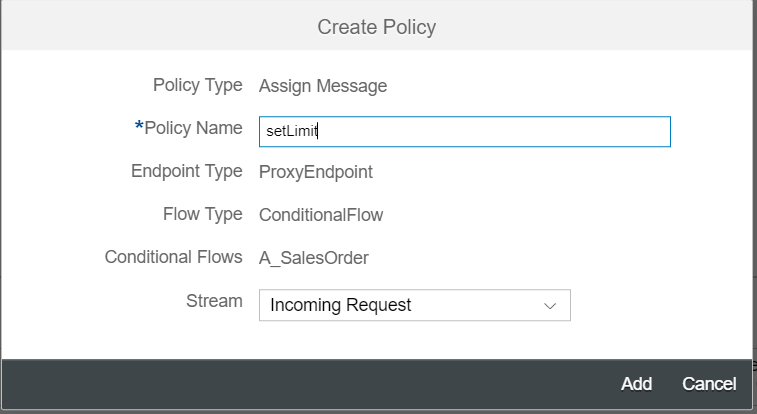 Create Policy
Policy Type Assign Message
*Policy Name setLimit
Endpoint Type ProxyEndpoint
Flow Type ConditionalFlow
Conditional Flows A_SalesOrder
Stream Incoming Request
Add Cancel